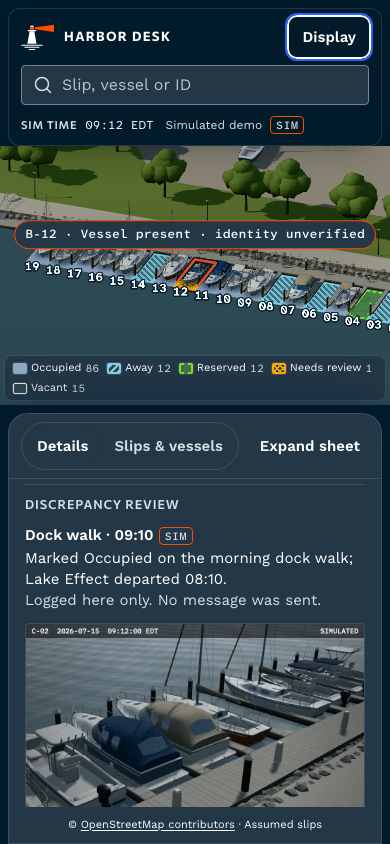 HARBOR DESK
Display
Slip, vessel or ID
SIM TIME 09:12 EDT Simulated demo SIM
B-12 · Vessel present · identity unverified
19 18 17 16 15 14 13 12 11 10 09 08 07 06 05 04 03
Occupied 86 Away 12 Reserved 12 Needs review 1
Vacant 15
Details Slips & vessels Expand sheet
DISCREPANCY REVIEW
Dock walk · 09:10 SIM
Marked Occupied on the morning dock walk;
Lake Effect departed 08:10.
Logged here only. No message was sent.
C-02 2026-07-15 09:12:00 EDT SIMULATED
© OpenStreetMap contributors · Assumed slips